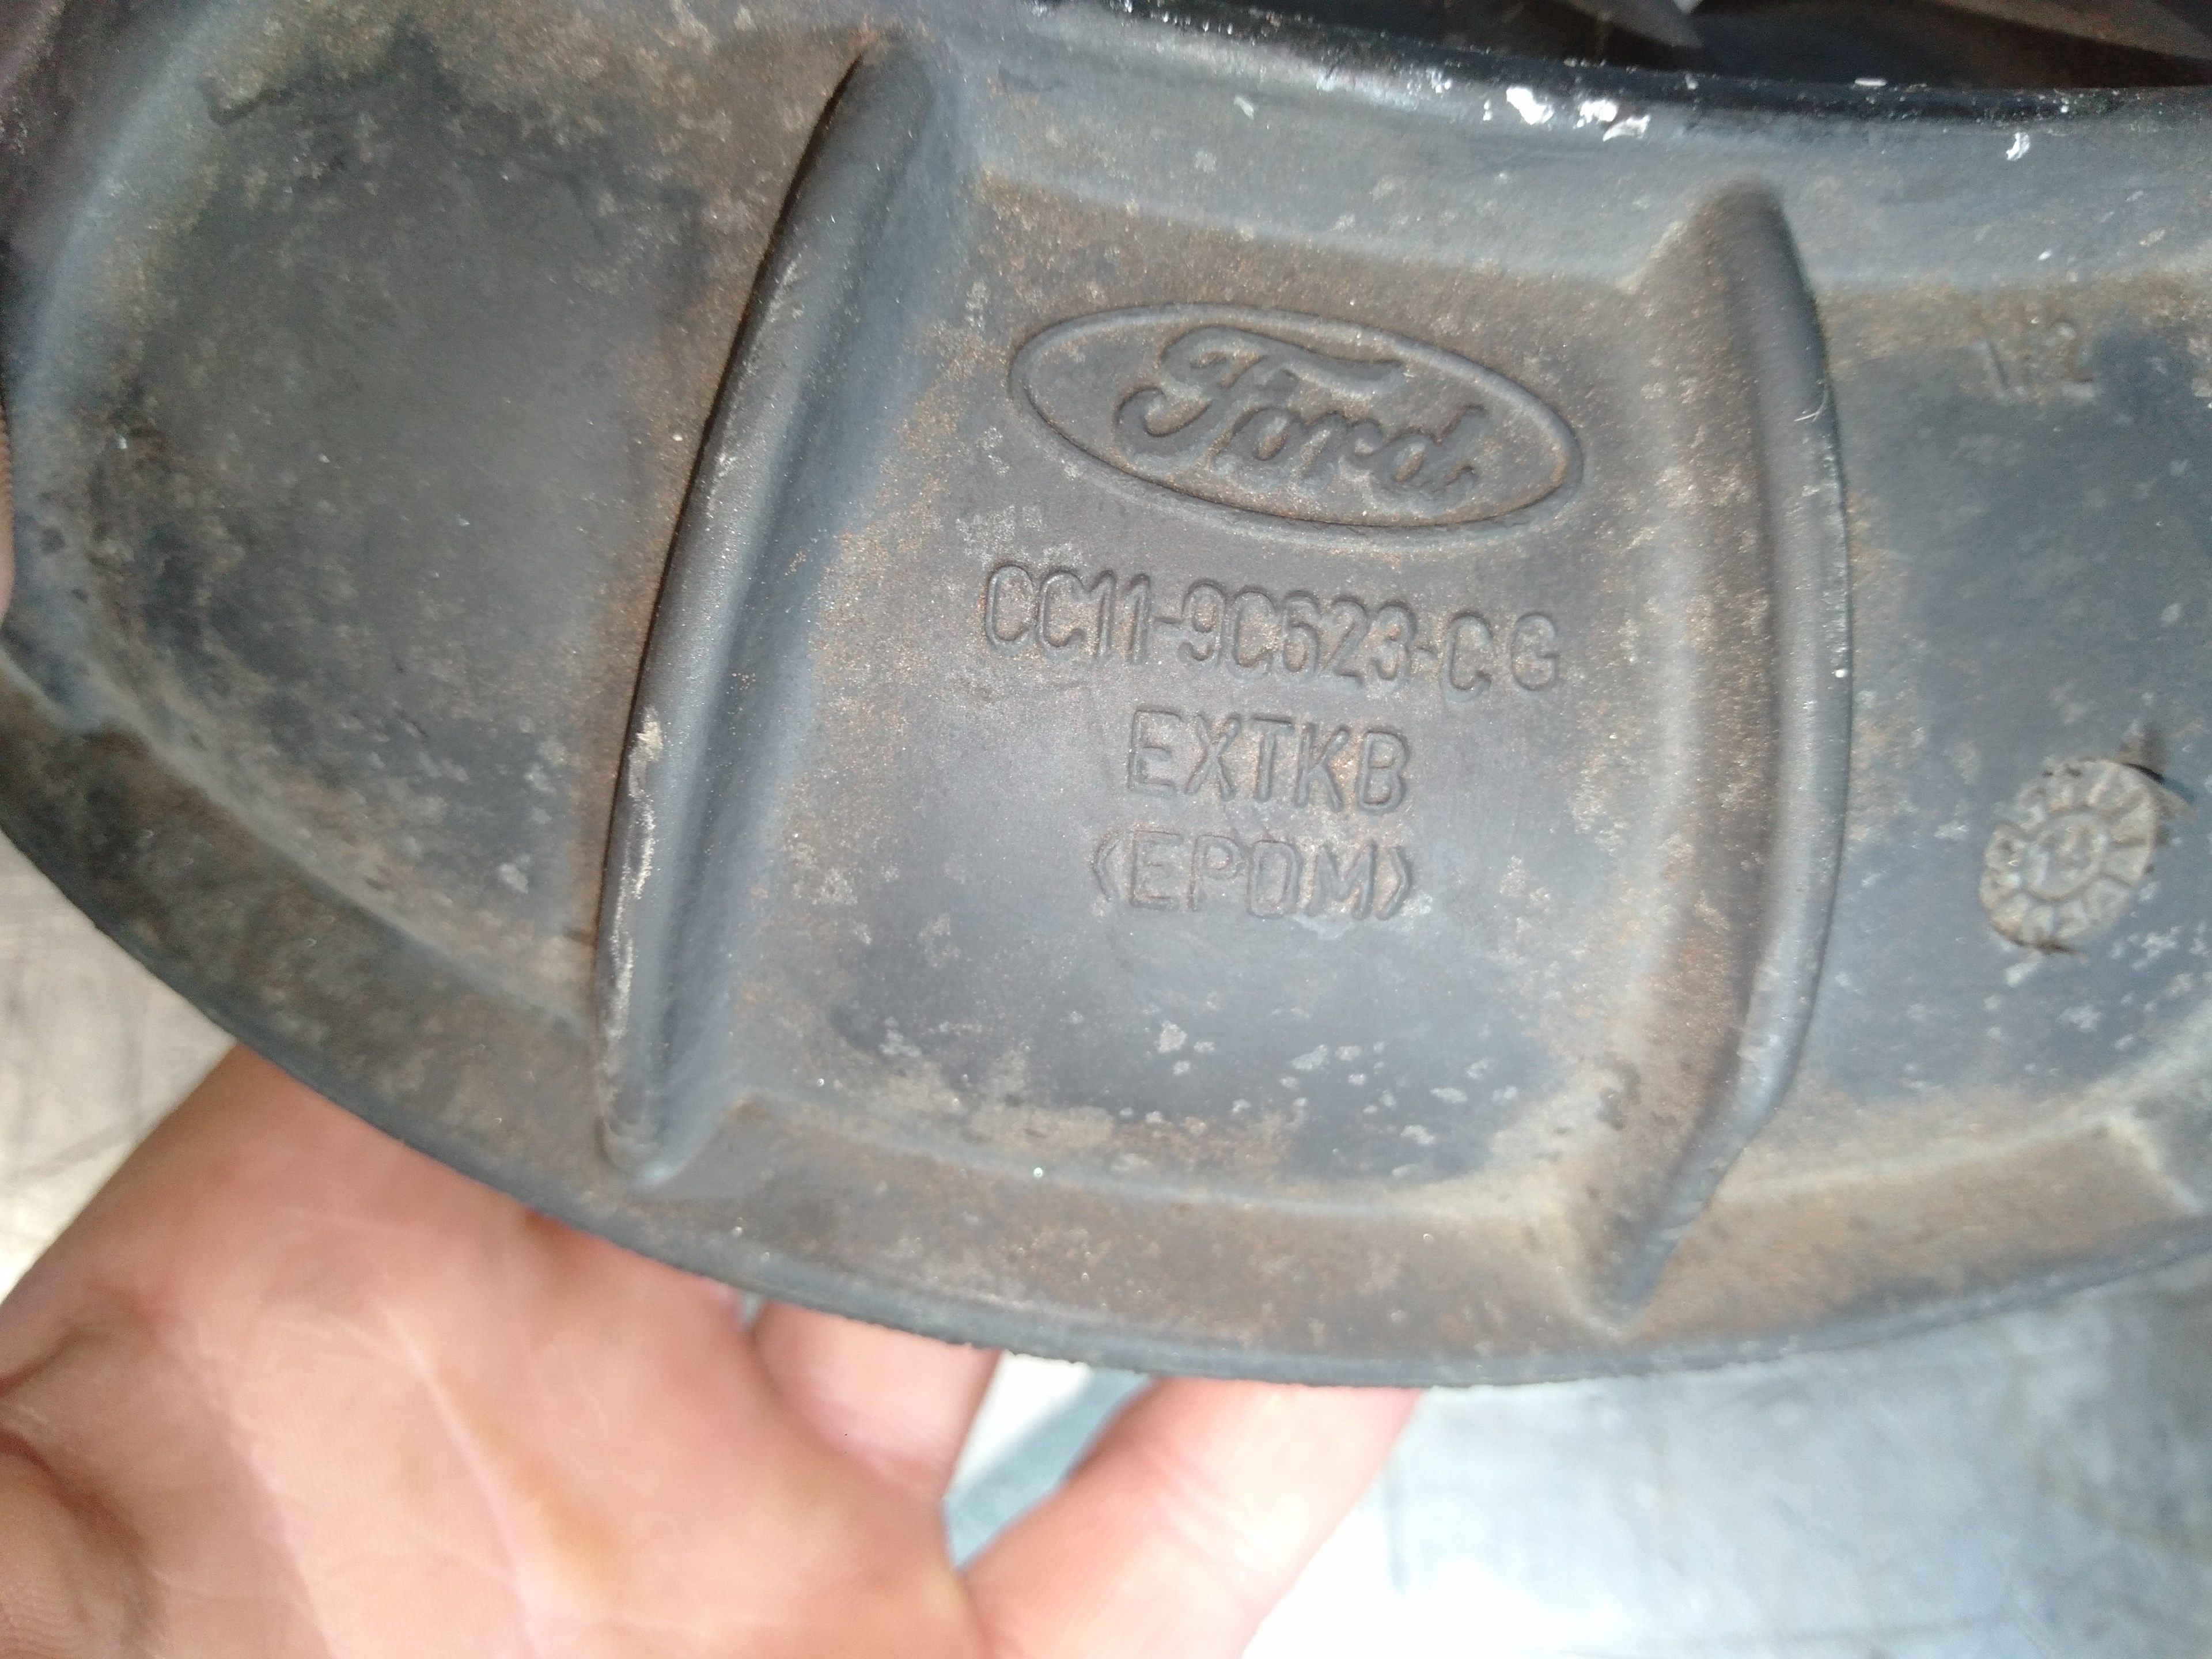 Ford
CC11-9C623-CG
EXTKB
<EPDM>